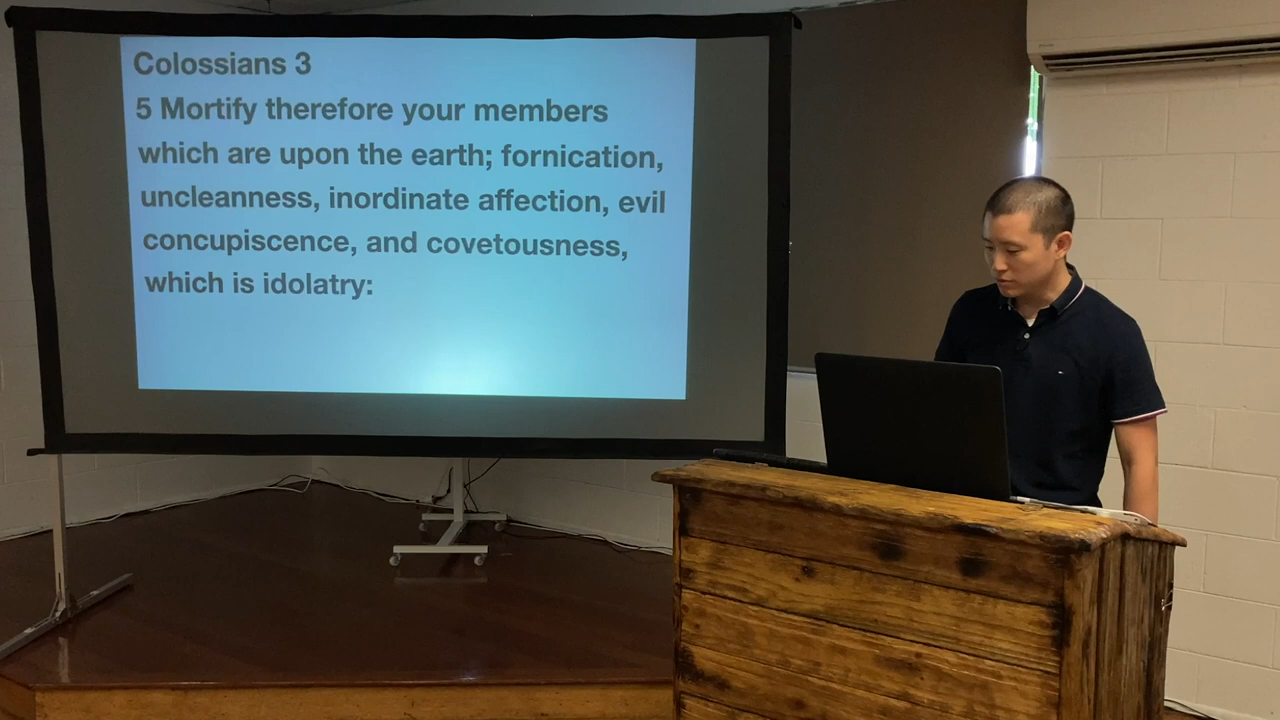 Colossians 3
5 Mortify therefore your members
which are upon the earth; fornication,
uncleanness, inordinate affection, evil
concupiscence, and covetousness,
which is idolatry: